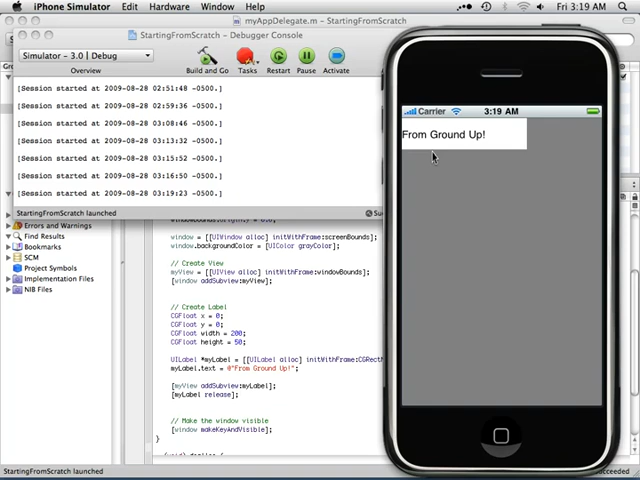 iPhone Simulator File Edit Hardware Window Help Fri 3:19 AM
myAppDelegate.m - StartingFromScratch
StartingFromScratch - Debugger Console
Simulator - 3.0 | Debug
Overview Build and Go Tasks Restart Pause Activate
[Session started at 2009-08-28 02:51:48 -0500.]
[Session started at 2009-08-28 02:59:36 -0500.]
[Session started at 2009-08-28 03:08:46 -0500.]
[Session started at 2009-08-28 03:13:32 -0500.]
[Session started at 2009-08-28 03:15:52 -0500.]
[Session started at 2009-08-28 03:16:50 -0500.]
[Session started at 2009-08-28 03:19:23 -0500.]
StartingFromScratch launched
Errors and Warnings
Find Results
Bookmarks
SCM
Project Symbols
Implementation Files
NIB Files
window = [[UIWindow alloc] initWithFrame:screenBounds];
window.backgroundColor = [UIColor grayColor];
// Create View
myView = [[UIView alloc] initWithFrame:windowBounds];
[window addSubview:myView];
// Create Label
CGFloat x = 0;
CGFloat y = 0;
CGFloat width = 200;
CGFloat height = 50;
UILabel *myLabel = [[UILabel alloc] initWithFrame:CGRect
myLabel.text = @"From Ground Up!";
[myView addSubview:myLabel];
[myLabel release];
// Make the window visible
[window makeKeyAndVisible];
}
StartingFromScratch launched
Carrier 3:19 AM
From Ground Up!